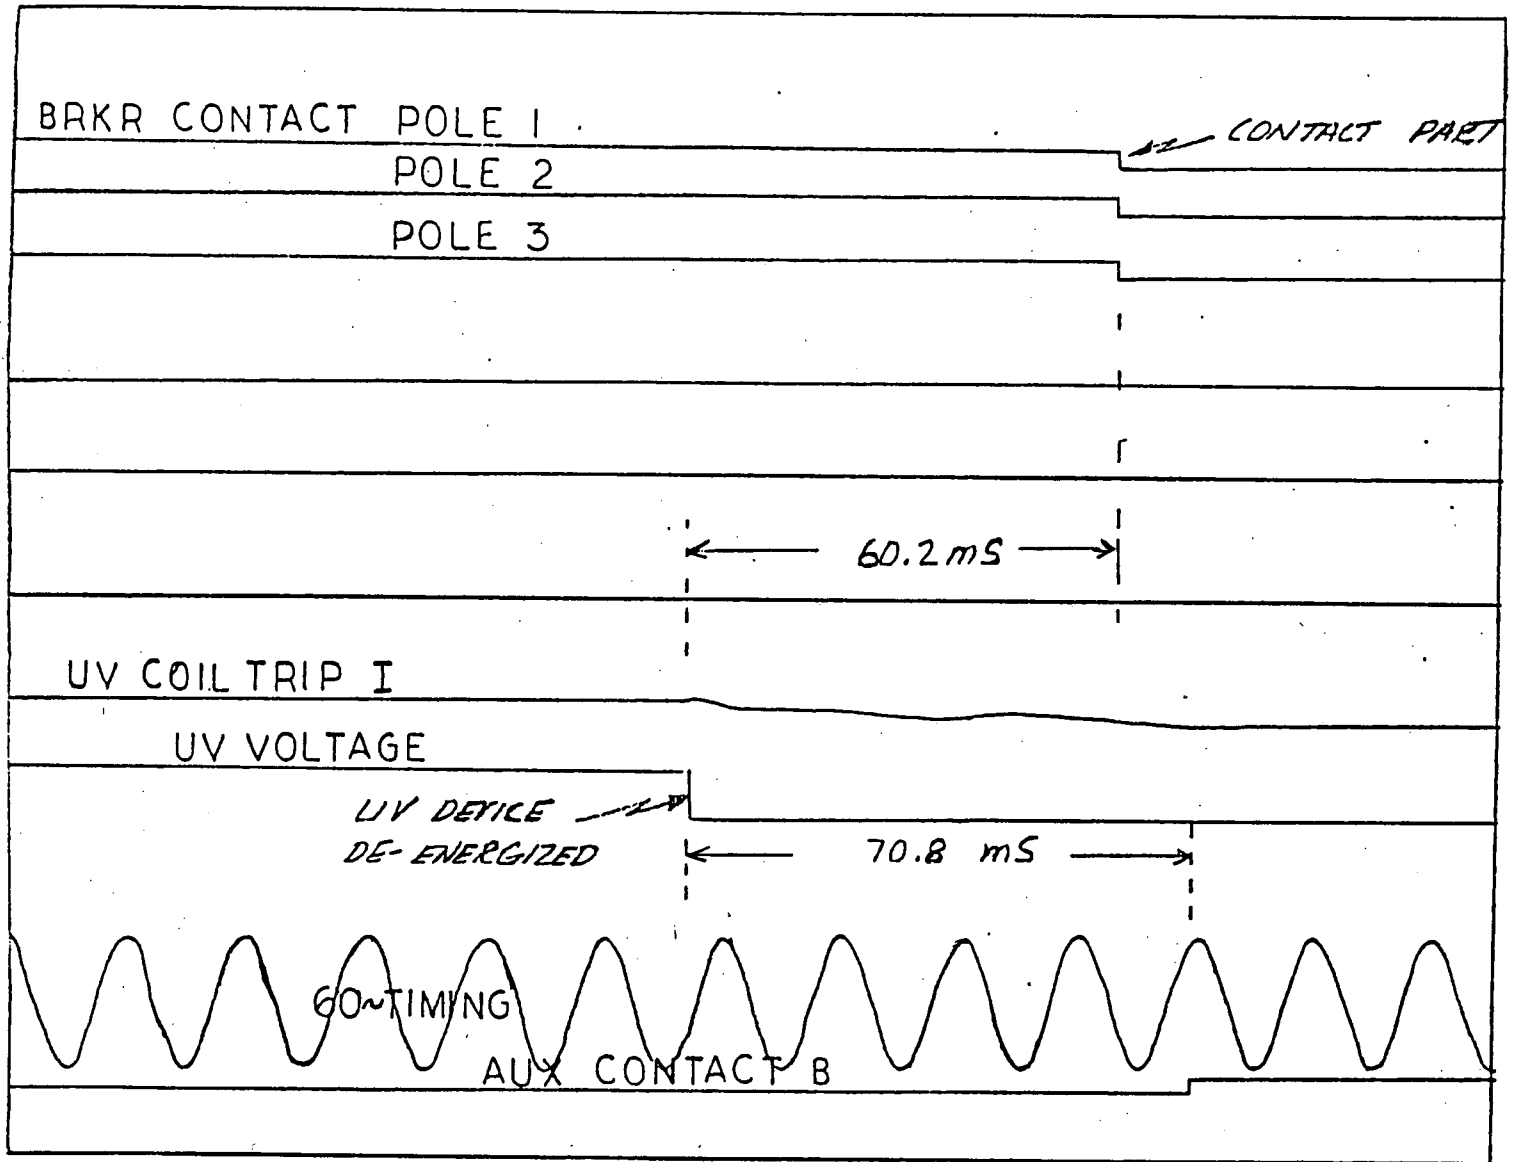 BRKR CONTACT POLE 1
CONTACT PART
POLE 2
POLE 3
60.2 mS
UV COIL TRIP I
UV VOLTAGE
UV DEVICE
DE-ENERGIZED
70.8 mS
60~TIMING
AUX CONTACT B